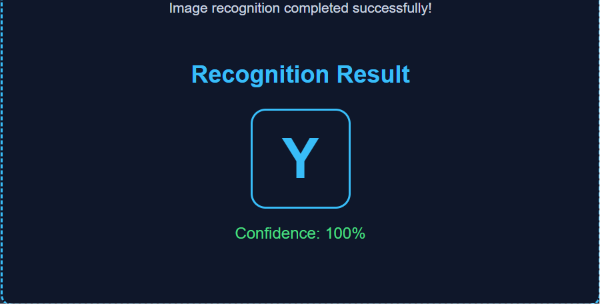 Image recognition completed successfully!
Recognition Result
Y
Confidence: 100%